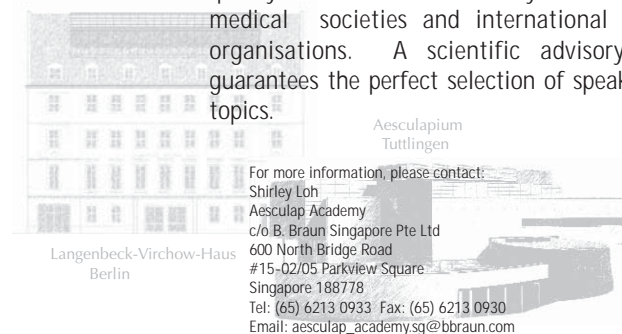 medical societies and international
organisations. A scientific advisory
guarantees the perfect selection of
topics.
Aesculapium
Tuttlingen
For more information, please contact:
Shirley Loh
Aesculap Academy
c/o B. Braun Singapore Pte Ltd
600 North Bridge Road
#15-02/05 Parkview Square
Singapore 188778
Tel: (65) 6213 0933 Fax: (65) 6213 0930
Email: aesculap_academy.sg@bbraun.com
Langenbeck-Virchow-Haus
Berlin